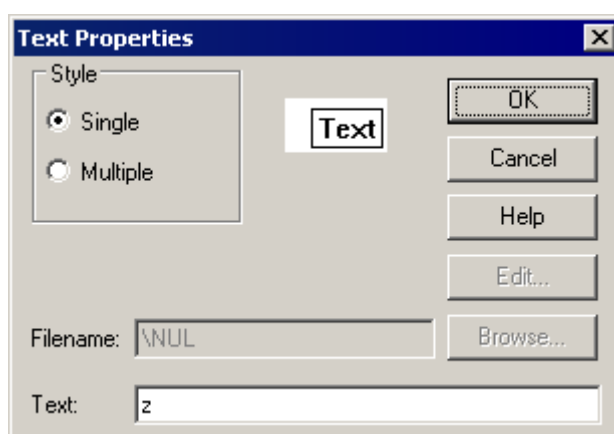 Text Properties
Style
Single
Multiple
Text
OK
Cancel
Help
Edit...
Filename: \NUL
Browse...
Text: z